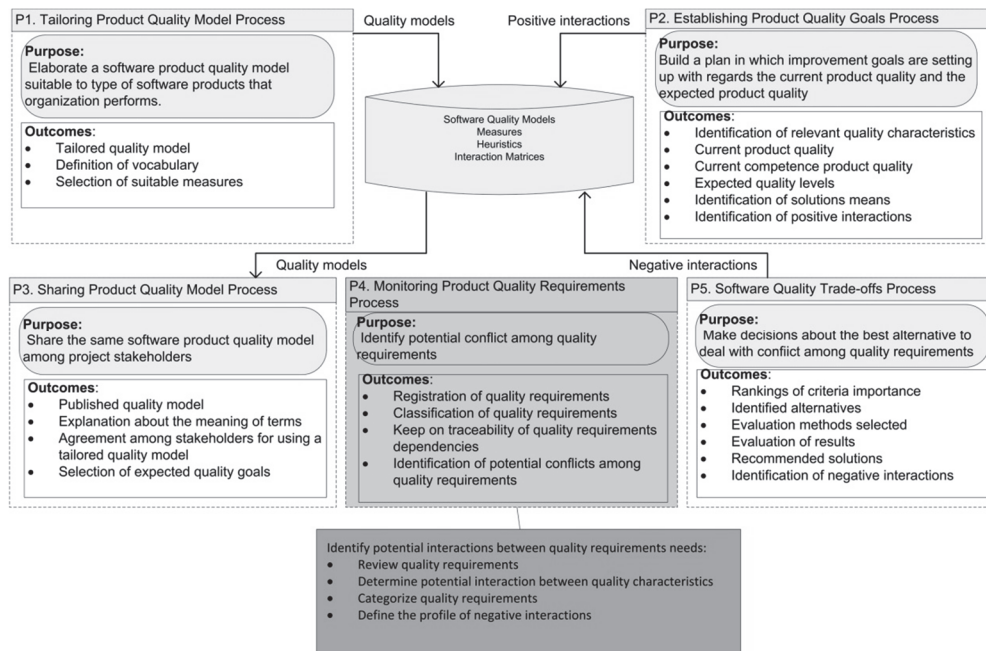 P1. Tailoring Product Quality Model Process
Purpose:
Elaborate a software product quality model
suitable to type of software products that
organization performs.
Outcomes:
• Tailored quality model
• Definition of vocabulary
• Selection of suitable measures
Quality models
Positive interactions
Software Quality Models
Measures
Heuristics
Interaction Matrices
P2. Establishing Product Quality Goals Process
Purpose:
Build a plan in which improvement goals are setting
up with regards the current product quality and the
expected product quality
Outcomes:
• Identification of relevant quality characteristics
• Current product quality
• Current competence product quality
• Expected quality levels
• Identification of solutions means
• Identification of positive interactions
Quality models
Negative interactions
P3. Sharing Product Quality Model Process
Purpose:
Share the same software product quality model
among project stakeholders
Outcomes:
• Published quality model
• Explanation about the meaning of terms
• Agreement among stakeholders for using a
tailored quality model
• Selection of expected quality goals
P4. Monitoring Product Quality Requirements
Process
Purpose:
Identify potential conflict among quality
requirements
Outcomes:
• Registration of quality requirements
• Classification of quality requirements
• Keep on traceability of quality requirements
dependencies
• Identification of potential conflicts among
quality requirements
P5. Software Quality Trade-offs Process
Purpose:
Make decisions about the best alternative to
deal with conflict among quality requirements
Outcomes:
• Rankings of criteria importance
• Identified alternatives
• Evaluation methods selected
• Evaluation of results
• Recommended solutions
• Identification of negative interactions
Identify potential interactions between quality requirements needs:
• Review quality requirements
• Determine potential interaction between quality characteristics
• Categorize quality requirements
• Define the profile of negative interactions